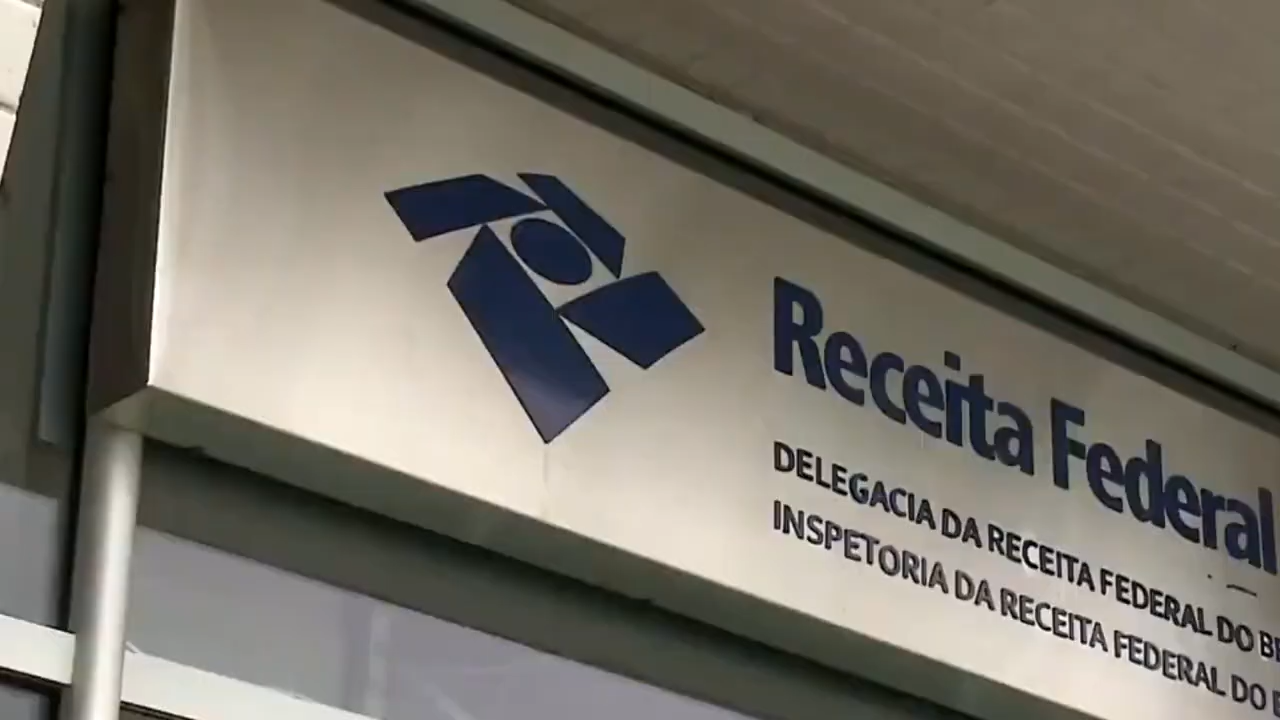 Receita Federal
DELEGACIA DA RECEITA FEDERAL DO
INSPETORIA DA RECEITA FEDERAL DO